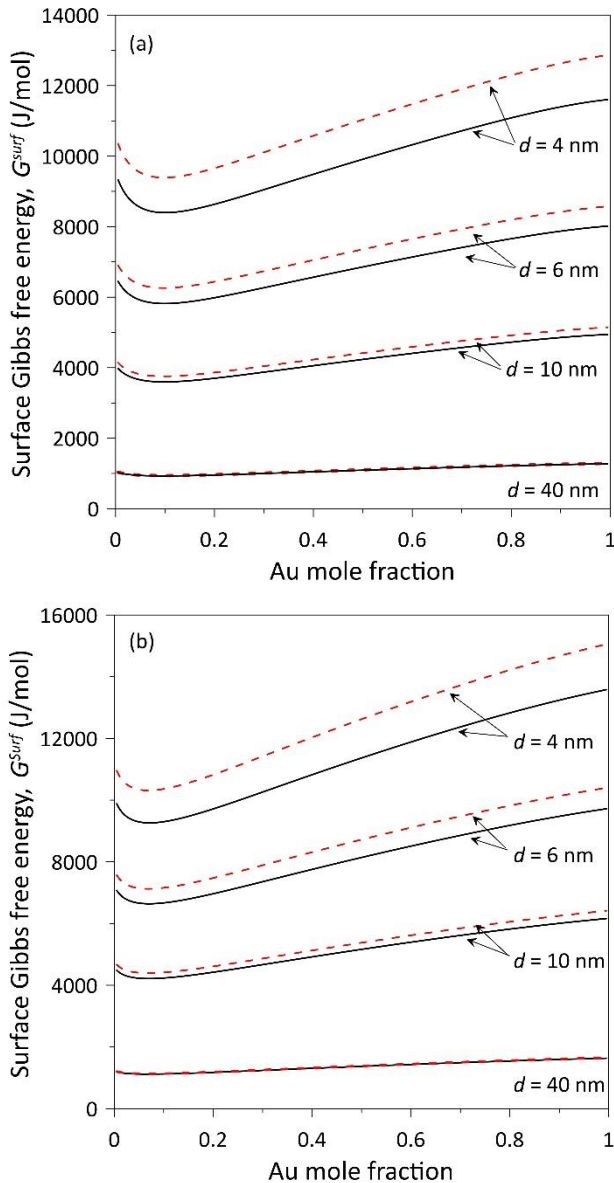 (a)
Surface Gibbs free energy, G^surf (J/mol)
14000
12000
10000
8000
6000
4000
2000
0
d = 4 nm
d = 6 nm
d = 10 nm
d = 40 nm
0 0.2 0.4 0.6 0.8 1
Au mole fraction
(b)
Surface Gibbs free energy, G^Surf (J/mol)
16000
12000
8000
4000
0
d = 4 nm
d = 6 nm
d = 10 nm
d = 40 nm
0 0.2 0.4 0.6 0.8 1
Au mole fraction